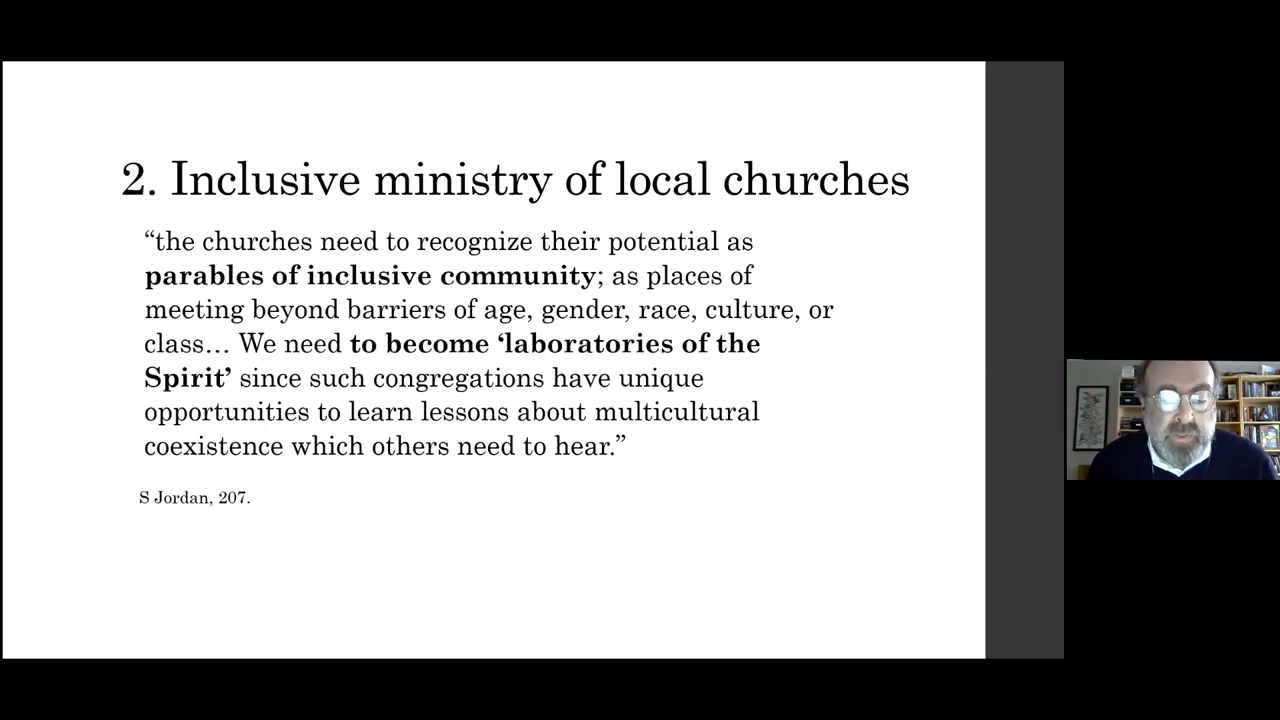 2. Inclusive ministry of local churches
“the churches need to recognize their potential as
parables of inclusive community; as places of
meeting beyond barriers of age, gender, race, culture, or
class… We need to become ‘laboratories of the
Spirit’ since such congregations have unique
opportunities to learn lessons about multicultural
coexistence which others need to hear.”
S Jordan, 207.